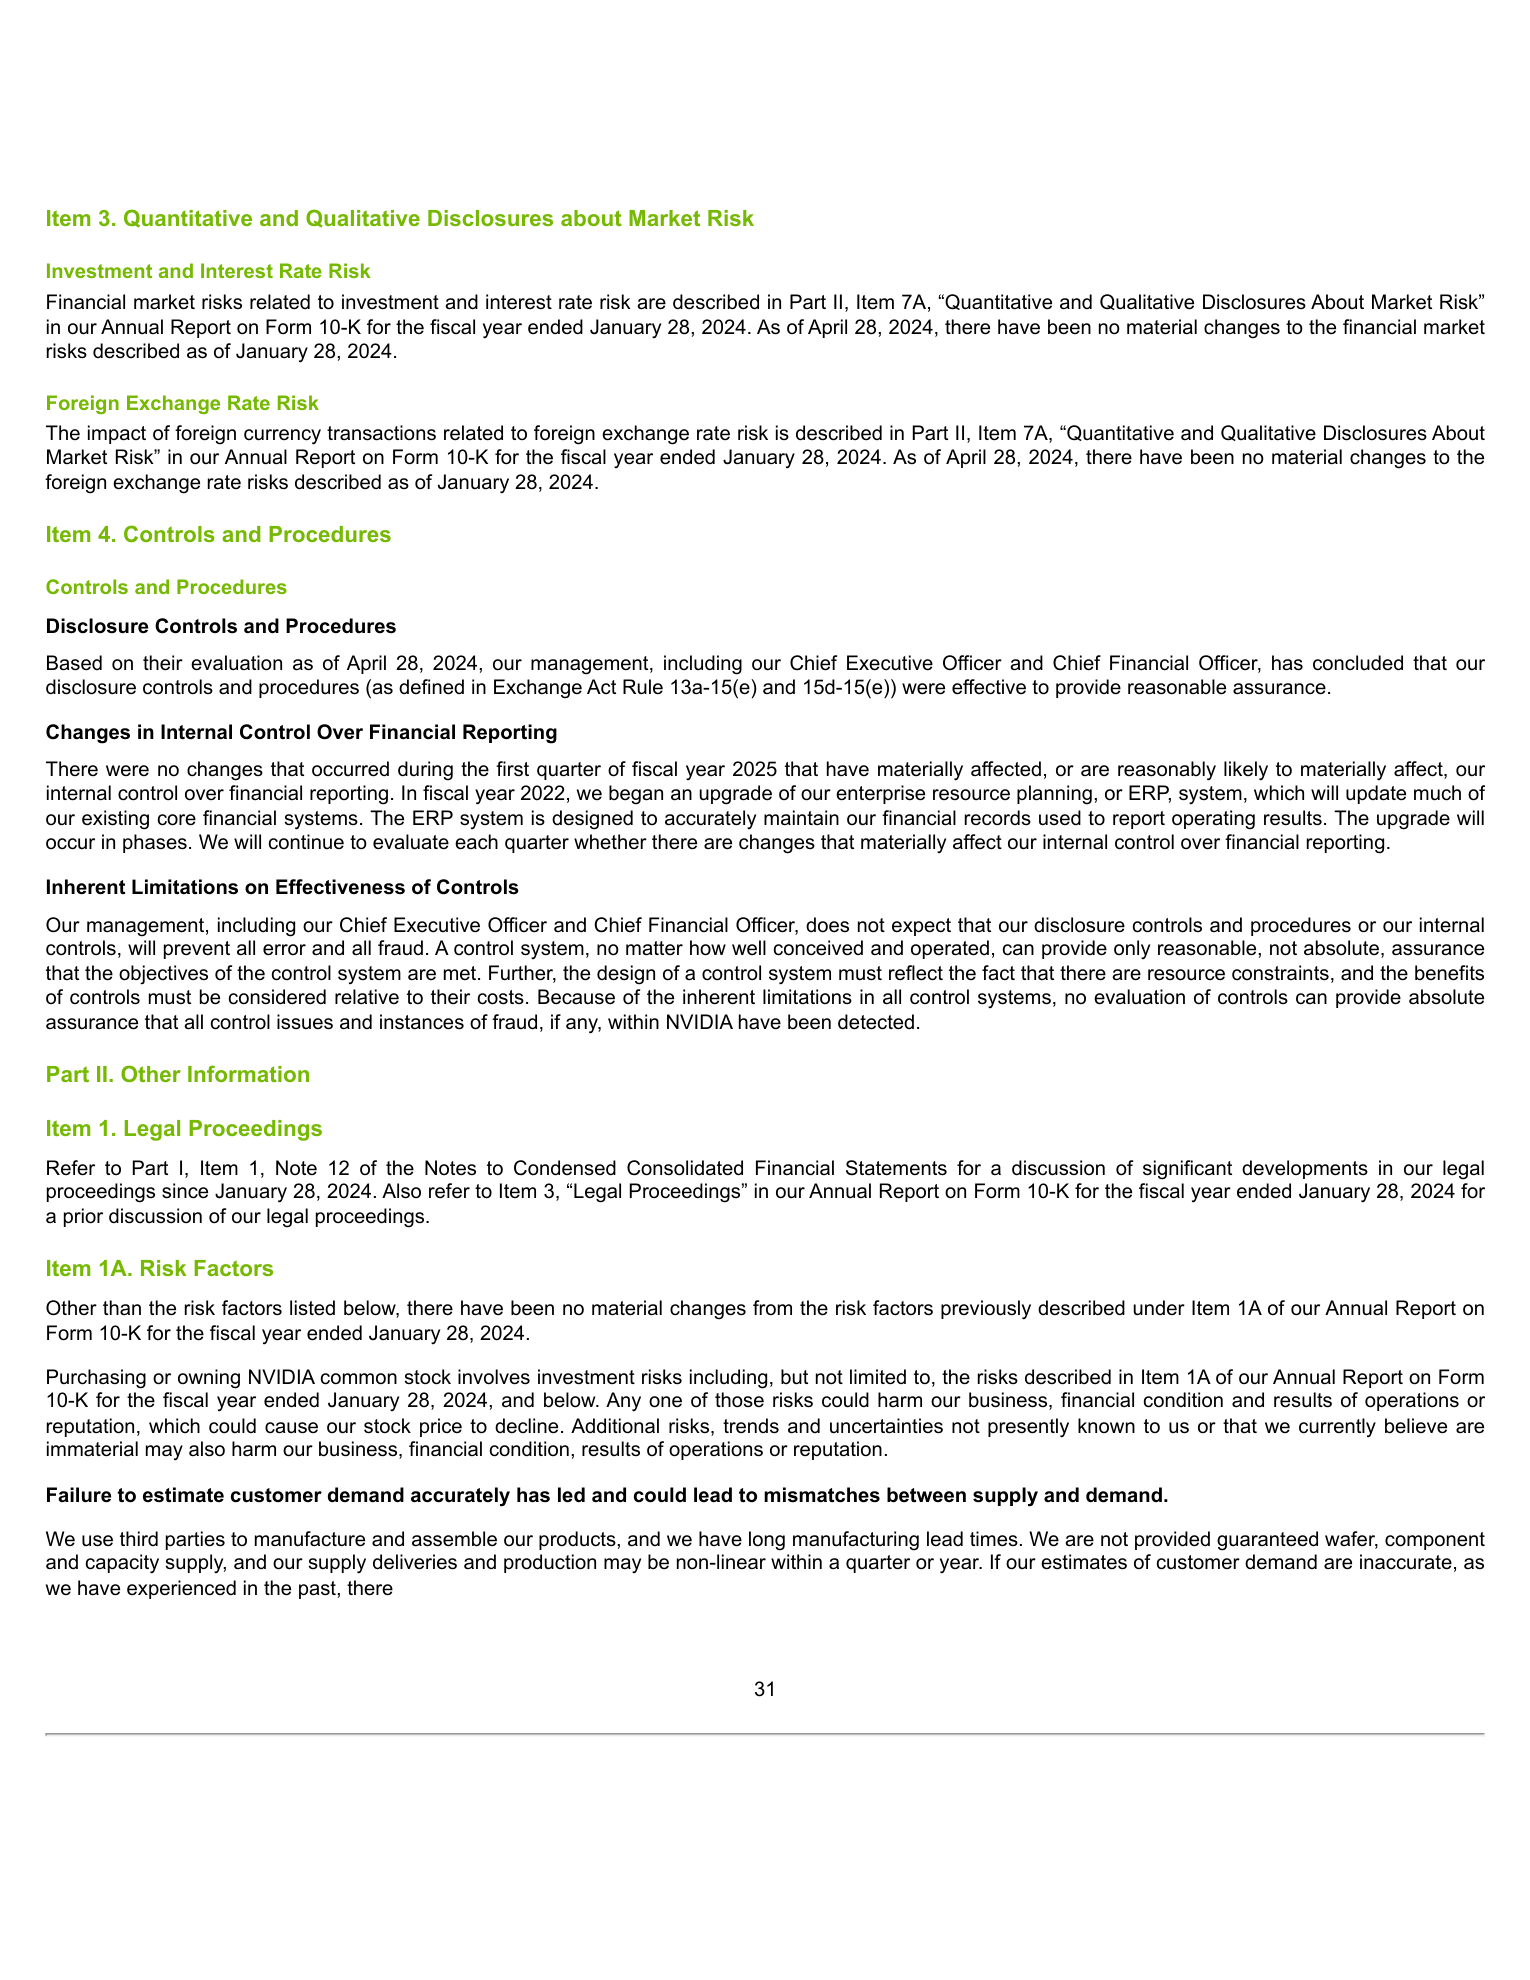 Item 3. Quantitative and Qualitative Disclosures about Market Risk
Investment and Interest Rate Risk
Financial market risks related to investment and interest rate risk are described in Part II, Item 7A, “Quantitative and Qualitative Disclosures About Market Risk”
in our Annual Report on Form 10-K for the fiscal year ended January 28, 2024. As of April 28, 2024, there have been no material changes to the financial market
risks described as of January 28, 2024.
Foreign Exchange Rate Risk
The impact of foreign currency transactions related to foreign exchange rate risk is described in Part II, Item 7A, “Quantitative and Qualitative Disclosures About
Market Risk” in our Annual Report on Form 10-K for the fiscal year ended January 28, 2024. As of April 28, 2024, there have been no material changes to the
foreign exchange rate risks described as of January 28, 2024.
Item 4. Controls and Procedures
Controls and Procedures
Disclosure Controls and Procedures
Based on their evaluation as of April 28, 2024, our management, including our Chief Executive Officer and Chief Financial Officer, has concluded that our
disclosure controls and procedures (as defined in Exchange Act Rule 13a-15(e) and 15d-15(e)) were effective to provide reasonable assurance.
Changes in Internal Control Over Financial Reporting
There were no changes that occurred during the first quarter of fiscal year 2025 that have materially affected, or are reasonably likely to materially affect, our
internal control over financial reporting. In fiscal year 2022, we began an upgrade of our enterprise resource planning, or ERP, system, which will update much of
our existing core financial systems. The ERP system is designed to accurately maintain our financial records used to report operating results. The upgrade will
occur in phases. We will continue to evaluate each quarter whether there are changes that materially affect our internal control over financial reporting.
Inherent Limitations on Effectiveness of Controls
Our management, including our Chief Executive Officer and Chief Financial Officer, does not expect that our disclosure controls and procedures or our internal
controls, will prevent all error and all fraud. A control system, no matter how well conceived and operated, can provide only reasonable, not absolute, assurance
that the objectives of the control system are met. Further, the design of a control system must reflect the fact that there are resource constraints, and the benefits
of controls must be considered relative to their costs. Because of the inherent limitations in all control systems, no evaluation of controls can provide absolute
assurance that all control issues and instances of fraud, if any, within NVIDIA have been detected.
Part II. Other Information
Item 1. Legal Proceedings
Refer to Part I, Item 1, Note 12 of the Notes to Condensed Consolidated Financial Statements for a discussion of significant developments in our legal
proceedings since January 28, 2024. Also refer to Item 3, “Legal Proceedings” in our Annual Report on Form 10-K for the fiscal year ended January 28, 2024 for
a prior discussion of our legal proceedings.
Item 1A. Risk Factors
Other than the risk factors listed below, there have been no material changes from the risk factors previously described under Item 1A of our Annual Report on
Form 10-K for the fiscal year ended January 28, 2024.
Purchasing or owning NVIDIA common stock involves investment risks including, but not limited to, the risks described in Item 1A of our Annual Report on Form
10-K for the fiscal year ended January 28, 2024, and below. Any one of those risks could harm our business, financial condition and results of operations or
reputation, which could cause our stock price to decline. Additional risks, trends and uncertainties not presently known to us or that we currently believe are
immaterial may also harm our business, financial condition, results of operations or reputation.
Failure to estimate customer demand accurately has led and could lead to mismatches between supply and demand.
We use third parties to manufacture and assemble our products, and we have long manufacturing lead times. We are not provided guaranteed wafer, component
and capacity supply, and our supply deliveries and production may be non-linear within a quarter or year. If our estimates of customer demand are inaccurate, as
we have experienced in the past, there
31